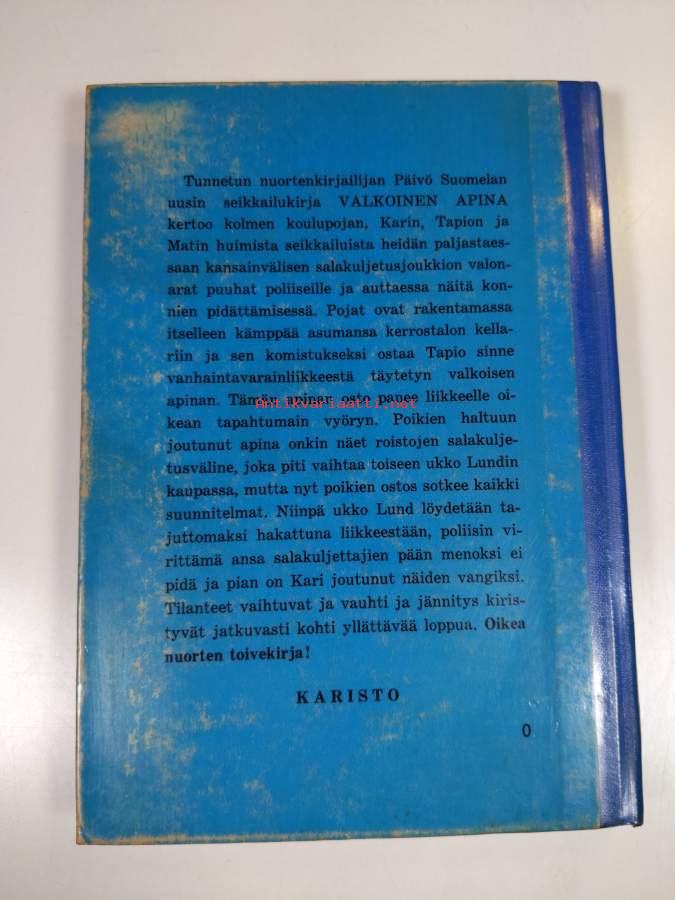 Tunnetun nuortenkirjailijan Päivö Suomelan
uusin seikkailukirja VALKOINEN APINA
kertoo kolmen koulupojan, Karin, Tapion ja
Matin huimista seikkailuista heidän paljastaes-
saan kansainvälisen salakuljetusjoukkion valon-
arat puuhat poliiseille ja auttaessa näitä kon-
nien pidättämisessä. Pojat ovat rakentamassa
itselleen kämppää asumansa kerrostalon kella-
riin ja sen komistukseksi ostaa Tapio sinne
vanhaintavarainliikkeestä täytetyn valkoisen
apinan. Tämän apinan osto panee liikkeelle oi-
Antikvariaatti.net
kean tapahtumain vyöryn. Poikien haltuun
joutunut apina onkin näet roistojen salakulje-
tusväline, joka piti vaihtaa toiseen ukko Lundin
kaupassa, mutta nyt poikien ostos sotkee kaikki
suunnitelmat. Niinpä ukko Lund löydetään ta-
juttomaksi hakattuna liikkeestään, poliisin vi-
rittämä ansa salakuljettajien pään menoksi ei
pidä ja pian on Kari joutunut näiden vangiksi.
Tilanteet vaihtuvat ja vauhti ja jännitys kiris-
tyvät jatkuvasti kohti yllättävää loppua. Oikea
nuorten toivekirja!
KARISTO
0